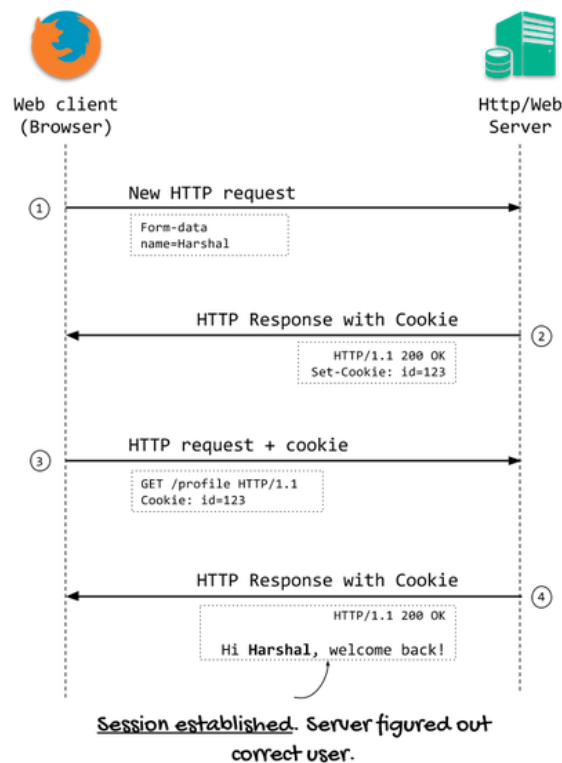 Web client
(Browser)
Http/Web
Server
1
New HTTP request
Form-data
name=Harshal
HTTP Response with Cookie
2
HTTP/1.1 200 OK
Set-Cookie: id=123
3
HTTP request + cookie
GET /profile HTTP/1.1
Cookie: id=123
HTTP Response with Cookie
4
HTTP/1.1 200 OK
Hi Harshal, welcome back!
Session established. Server figured out
correct user.